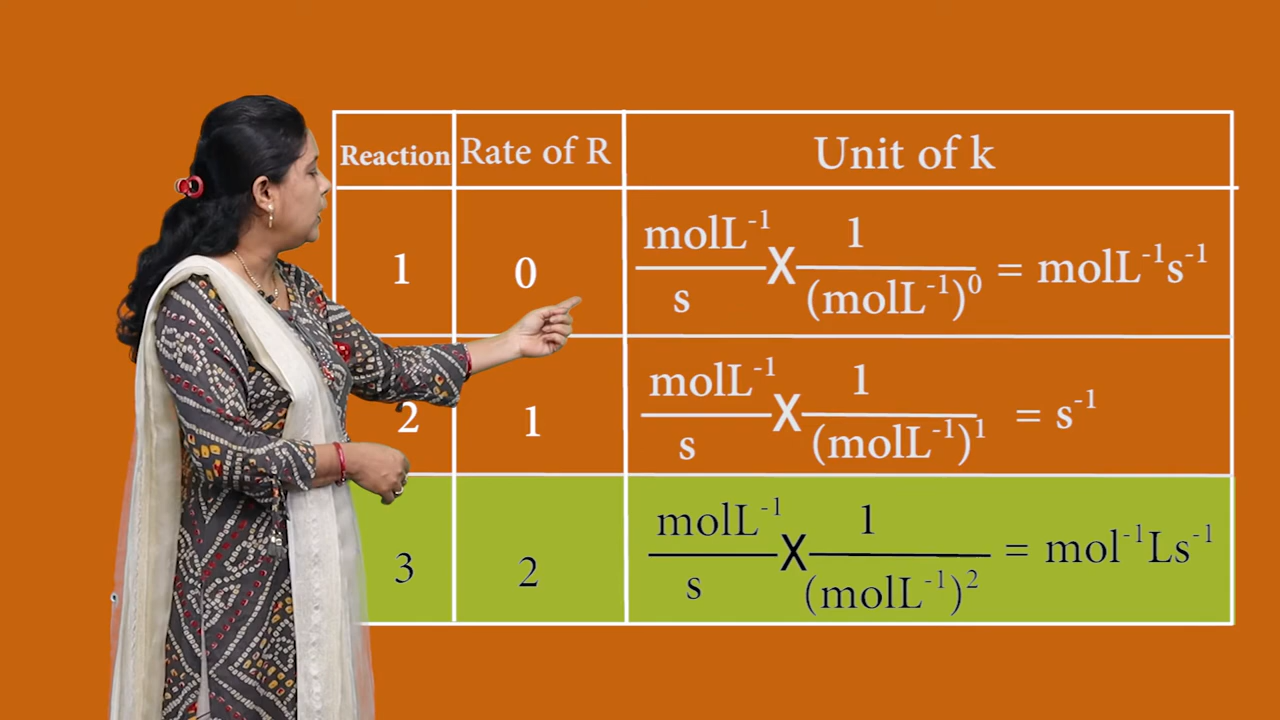 Reaction Rate of R Unit of k
1 0 molL⁻¹/s X 1/(molL⁻¹)⁰ = molL⁻¹s⁻¹
2 1 molL⁻¹/s X 1/(molL⁻¹)¹ = s⁻¹
3 2 molL⁻¹/s X 1/(molL⁻¹)² = mol⁻¹Ls⁻¹